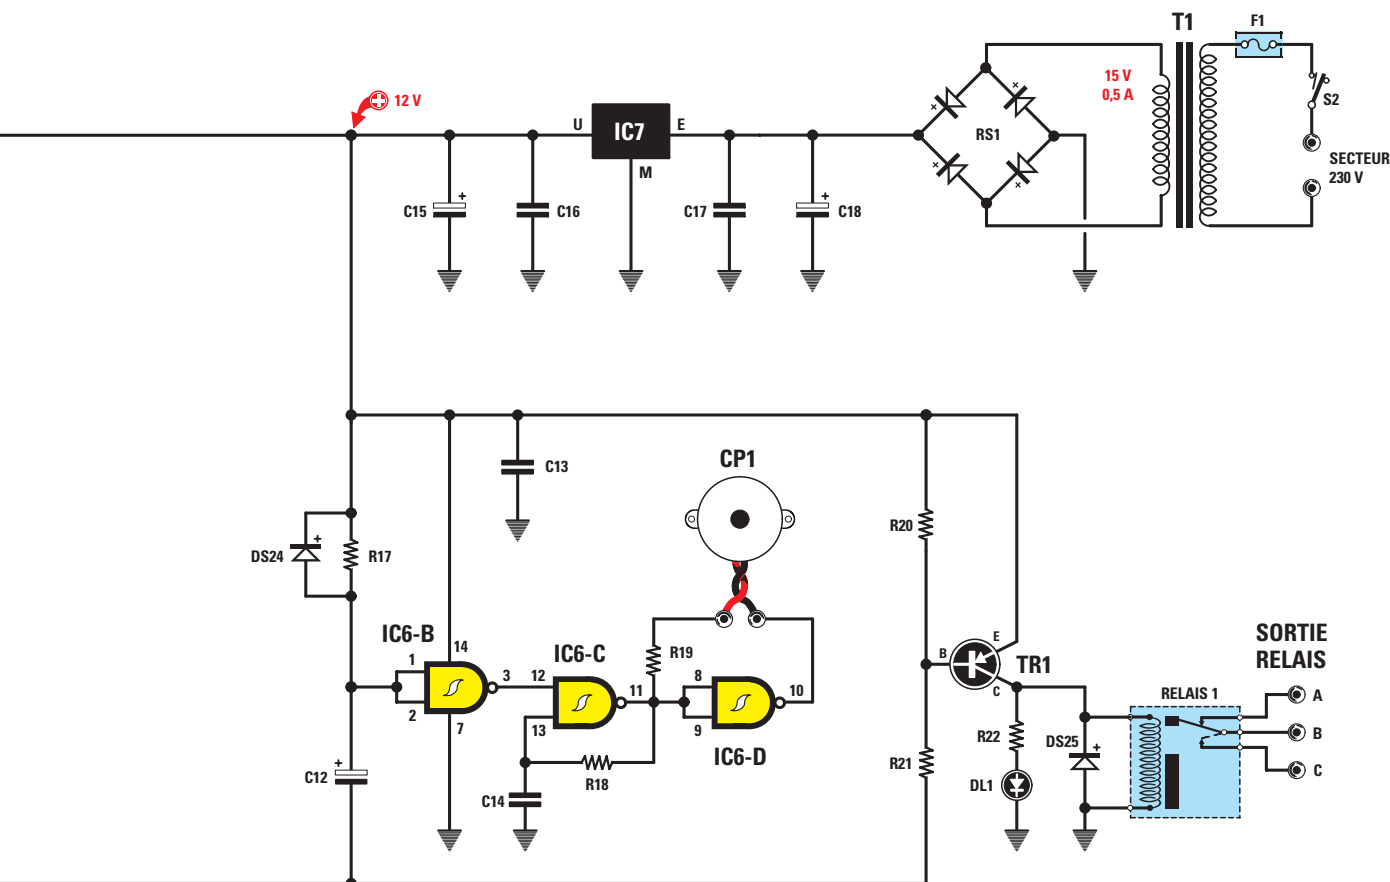 T1
F1
15 V
0,5 A
S2
12 V
U
IC7
E
RS1
SECTEUR
230 V
M
+
+
C15
C16
C17
C18
CP1
C13
R20
+
DS24
R17
IC6-B
14
1
3
2
7
IC6-C
12
11
13
R19
8
10
9
IC6-D
R18
C14
+
C12
E
B
TR1
C
R21
R22
DS25
+
DL1
SORTIE
RELAIS
RELAIS 1
A
B
C